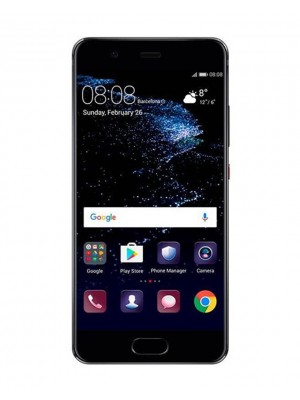 08:08
08:08 Barcelona 8°
Sunday, February 26 12°/6°
Google
Google Play Store Phone Manager Camera